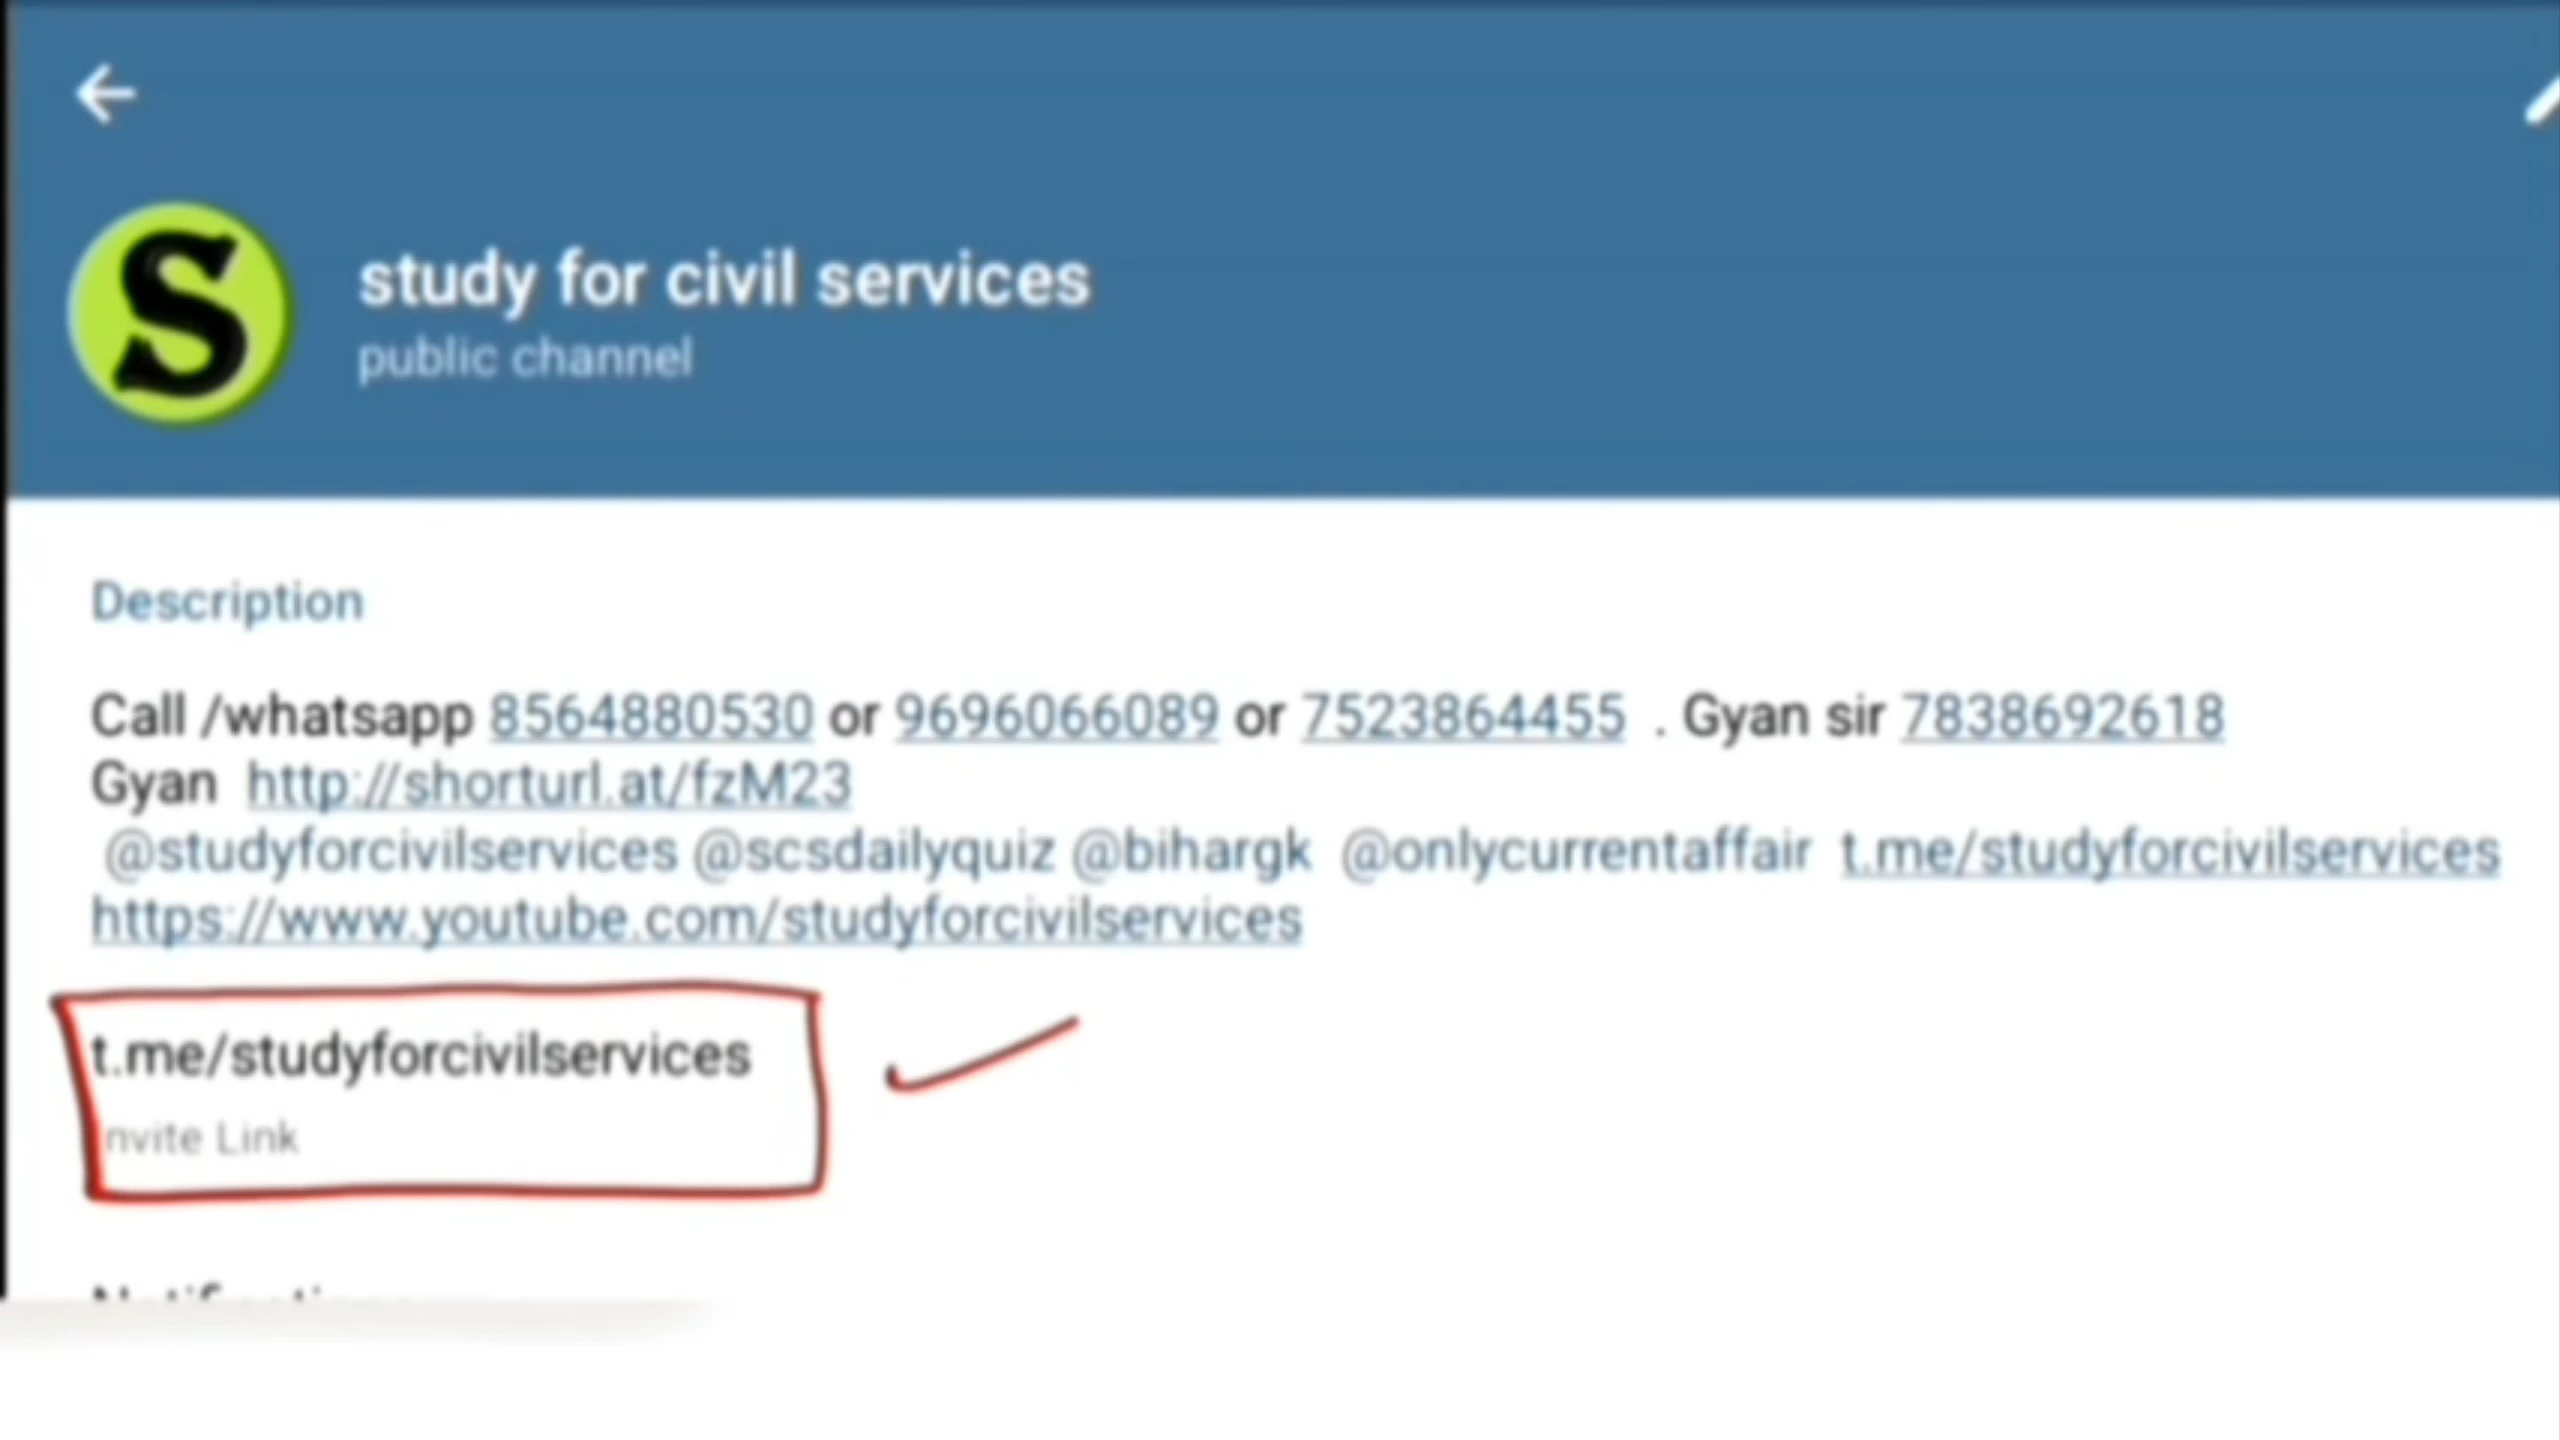 S
study for civil services
public channel
Description
Call /whatsapp 8564880530 or 9696066089 or 7523864455 . Gyan sir 7838692618
Gyan http://shorturl.at/fzM23
@studyforcivilservices @scsdailyquiz @bihargk @onlycurrentaffair t.me/studyforcivilservices
https://www.youtube.com/studyforcivilservices
t.me/studyforcivilservices
nvite Link